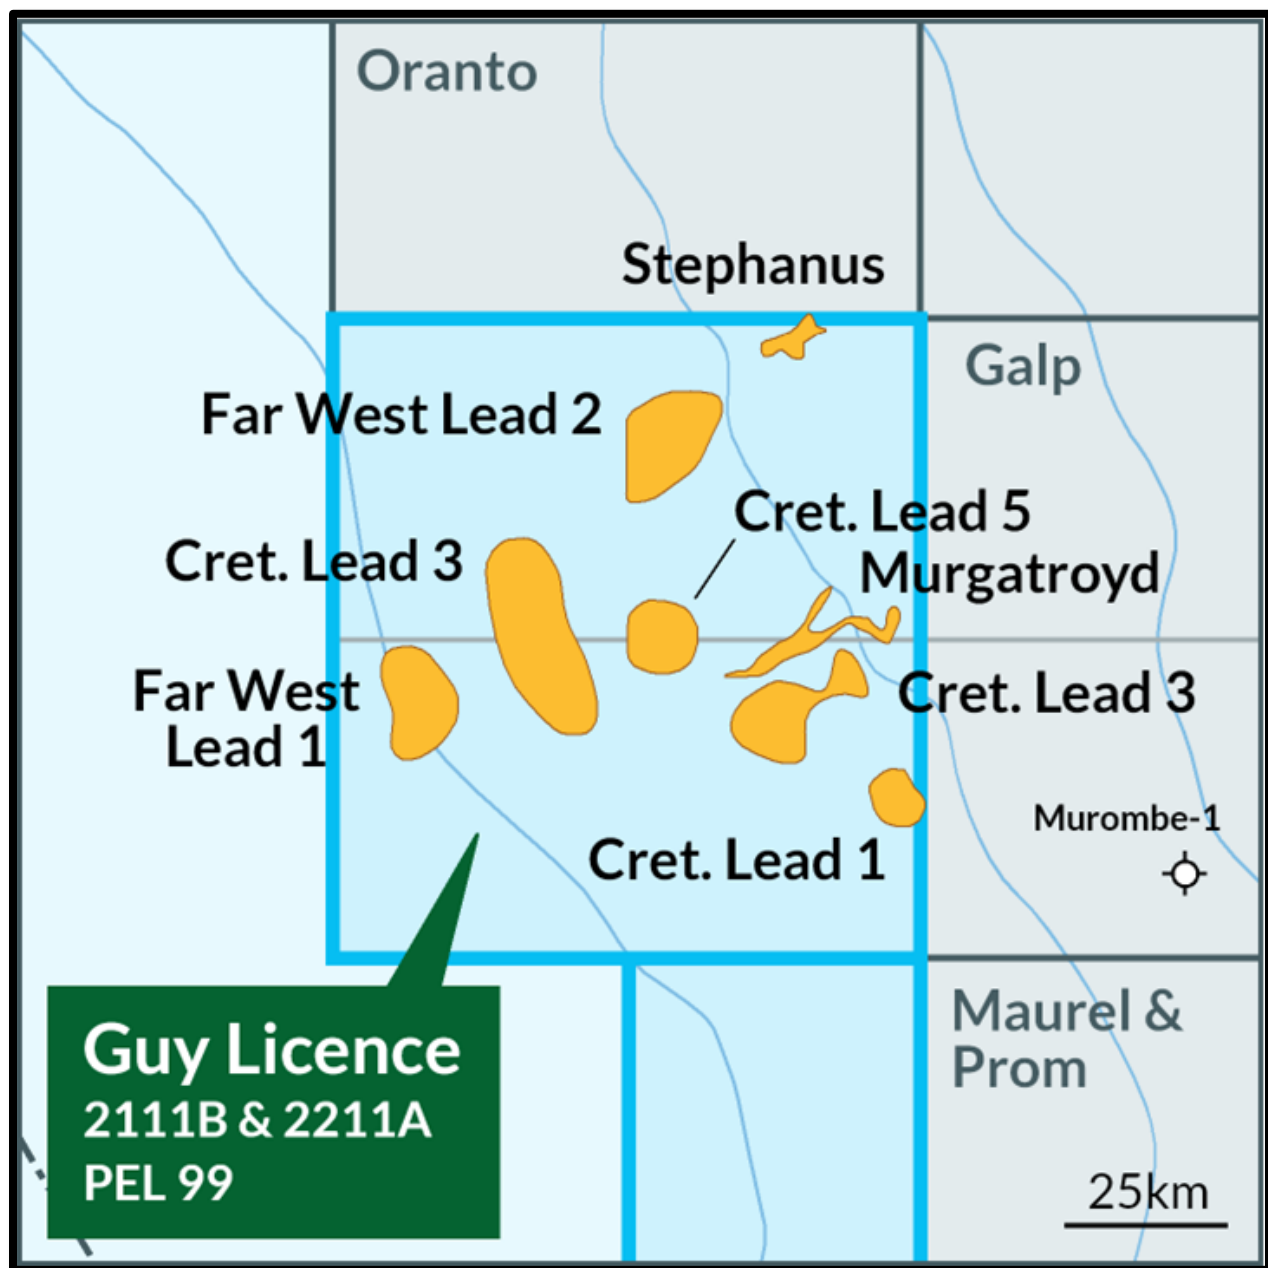 Oranto
Stephanus
Galp
Far West Lead 2
Cret. Lead 5
Cret. Lead 3
Murgatroyd
Far West
Lead 1
Cret. Lead 3
Murombe-1
Cret. Lead 1
Guy Licence
2111B & 2211A
PEL 99
Maurel &
Prom
25km